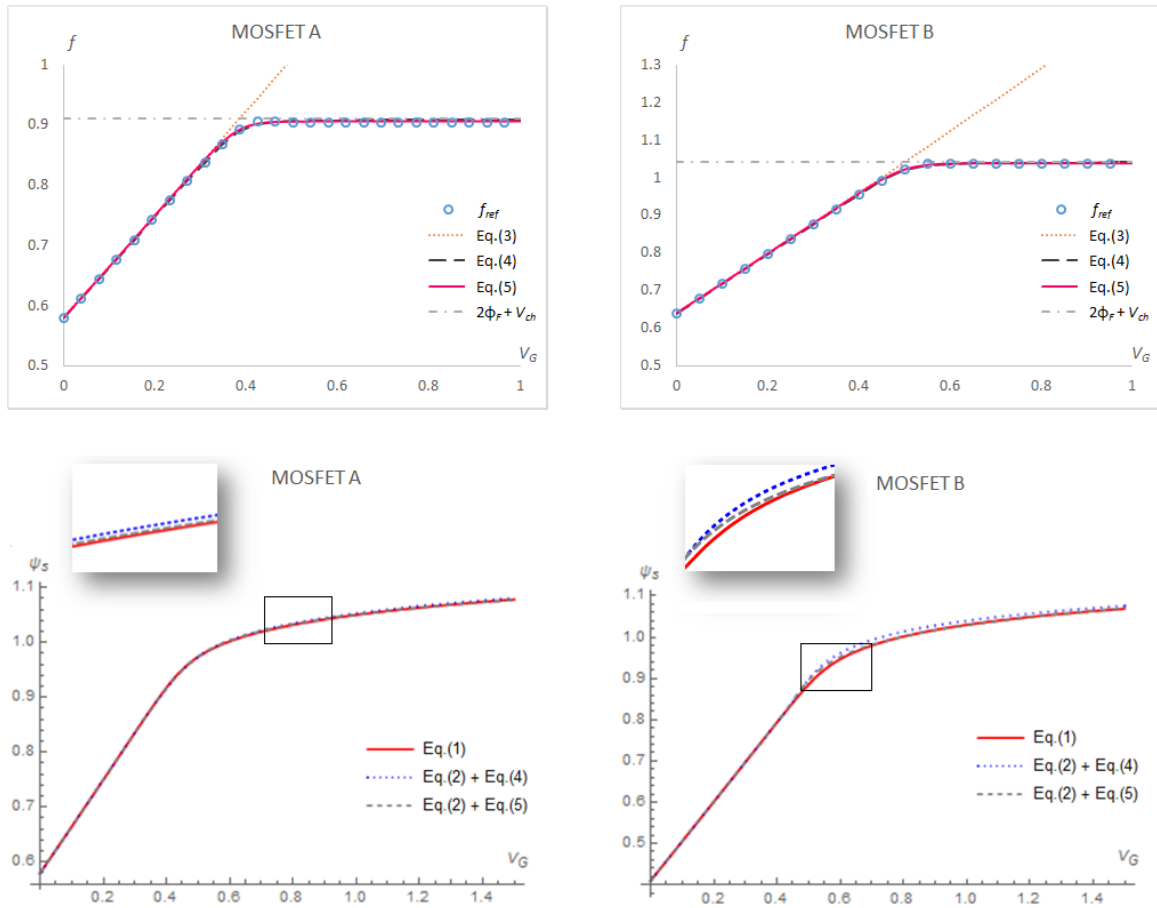 MOSFET A
f
1
0.9
0.8
0.7
0.6
0.5
0 0.2 0.4 0.6 0.8 1
f_ref
Eq.(3)
Eq.(4)
Eq.(5)
2ϕ_F + V_ch
V_G
MOSFET B
f
1.3
1.2
1.1
1
0.9
0.8
0.7
0.6
0.5
0 0.2 0.4 0.6 0.8 1
f_ref
Eq.(3)
Eq.(4)
Eq.(5)
2ϕ_F + V_ch
V_G
MOSFET A
ψ_S
1.1
1.0
0.9
0.8
0.7
0.6
0.2 0.4 0.6 0.8 1.0 1.2 1.4
Eq.(1)
Eq.(2) + Eq.(4)
Eq.(2) + Eq.(5)
V_G
MOSFET B
ψ_S
1.1
1.0
0.9
0.8
0.7
0.6
0.5
0.2 0.4 0.6 0.8 1.0 1.2 1.4
Eq.(1)
Eq.(2) + Eq.(4)
Eq.(2) + Eq.(5)
V_G